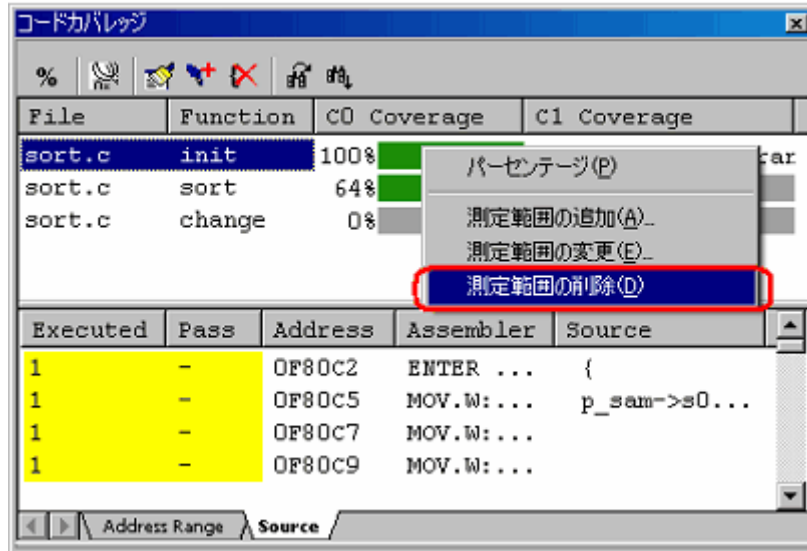 コードカバレッジ
%
File Function C0 Coverage C1 Coverage
sort.c init 100%
sort.c sort 64%
sort.c change 0%
パーセンテージ(P)
測定範囲の追加(A)...
測定範囲の変更(E)...
測定範囲の削除(D)
Executed Pass Address Assembler Source
1 - 0F80C2 ENTER ... {
1 - 0F80C5 MOV.W:... p_sam->s0...
1 - 0F80C7 MOV.W:...
1 - 0F80C9 MOV.W:...
Address Range Source